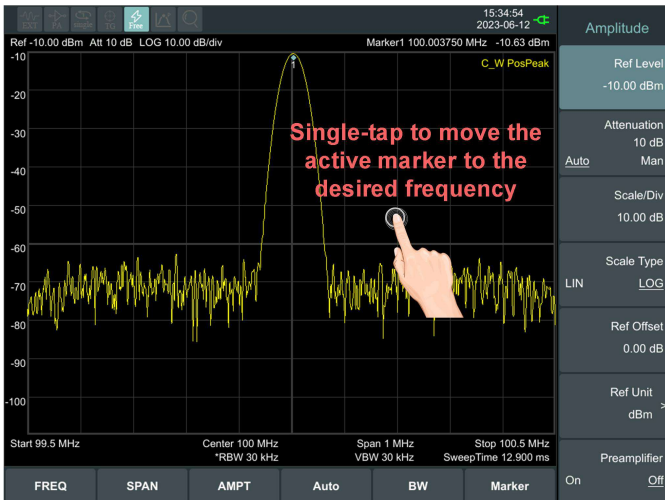 EXT
TG
Free
15:34:54
2023-06-12
Ref -10.00 dBm Att 10 dB LOG 10.00 dB/div
Marker1 100.003750 MHz -10.63 dBm
C_W PosPeak
1
-10
-20
-30
-40
-50
-60
-70
-80
-90
-100
Single-tap to move the
active marker to the
desired frequency
Start 99.5 MHz
Center 100 MHz
Span 1 MHz
Stop 100.5 MHz
*RBW 30 kHz
VBW 30 kHz
SweepTime 12.900 ms
FREQ
SPAN
AMPT
Auto
BW
Marker
Amplitude
Ref Level
-10.00 dBm
Attenuation
10 dB
Auto Man
Scale/Div
10.00 dB
Scale Type
LIN LOG
Ref Offset
0.00 dB
Ref Unit
dBm >
Preamplifier
On Off